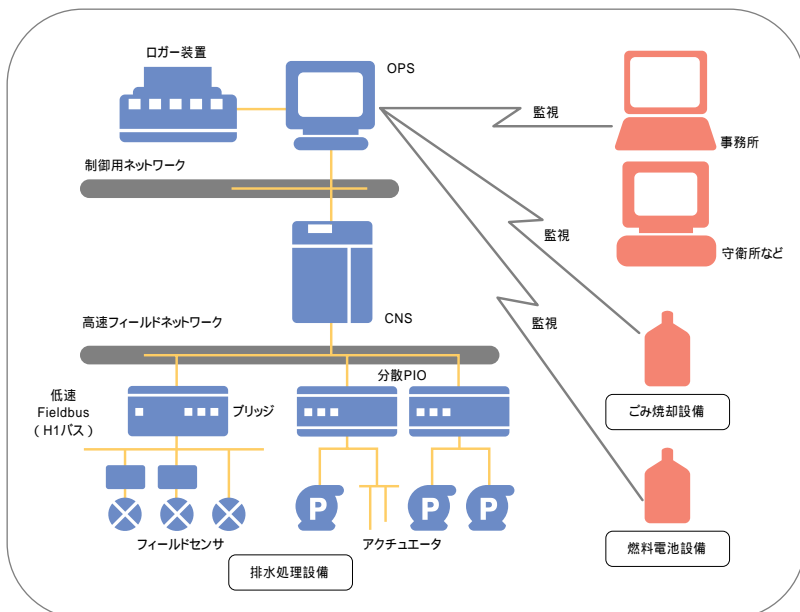 ロガー装置
OPS
監視
事務所
制御用ネットワーク
守衛所など
監視
CNS
高速フィールドネットワーク
監視
分散PIO
低速
Fieldbus
（H1バス）
ブリッジ
ごみ焼却設備
P
P
P
フィールドセンサ
アクチュエータ
燃料電池設備
排水処理設備